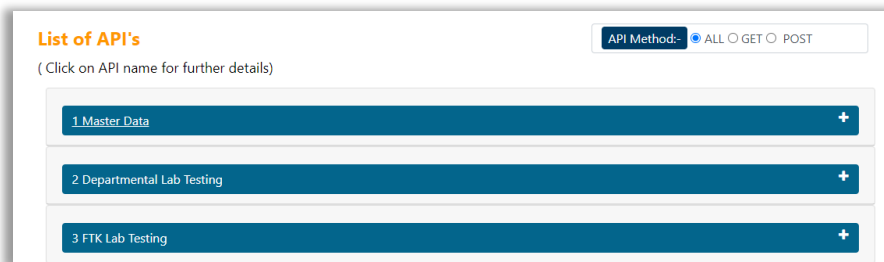 List of API's
API Method:- ALL GET POST
( Click on API name for further details)
1 Master Data +
2 Departmental Lab Testing +
3 FTK Lab Testing +